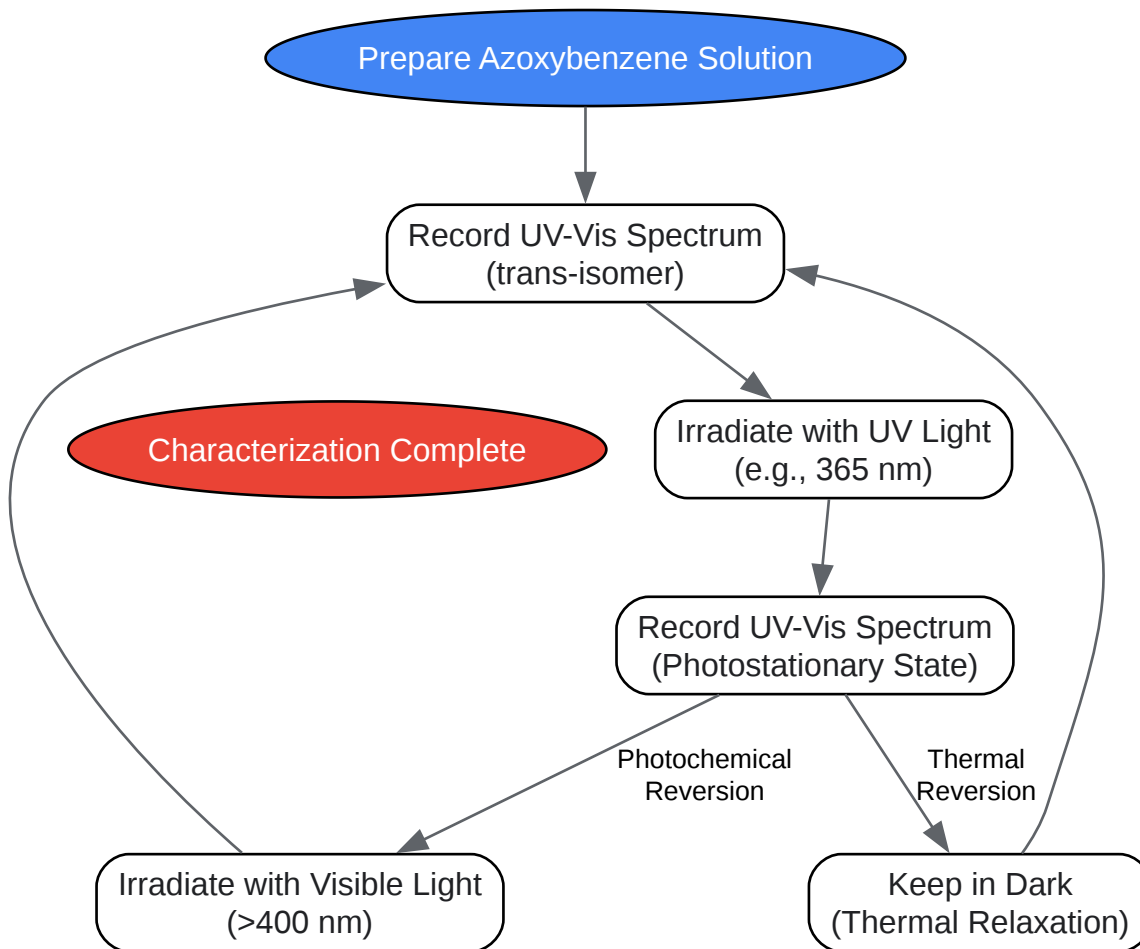 Prepare Azoxybenzene Solution
Record UV-Vis Spectrum
(trans-isomer)
Characterization Complete
Irradiate with UV Light
(e.g., 365 nm)
Record UV-Vis Spectrum
(Photostationary State)
Photochemical
Reversion
Thermal
Reversion
Irradiate with Visible Light
(>400 nm)
Keep in Dark
(Thermal Relaxation)